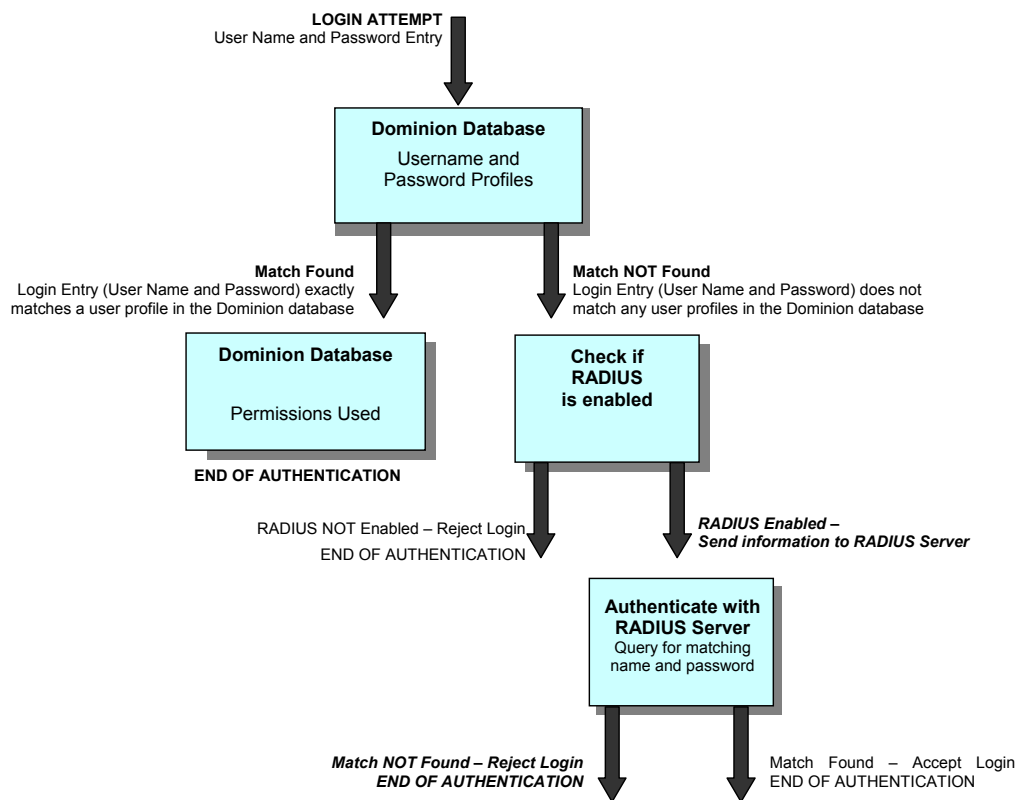 LOGIN ATTEMPT
User Name and Password Entry
Dominion Database
Username and
Password Profiles
Match Found
Login Entry (User Name and Password) exactly
matches a user profile in the Dominion database
Match NOT Found
Login Entry (User Name and Password) does not
match any user profiles in the Dominion database
Dominion Database
Permissions Used
END OF AUTHENTICATION
Check if
RADIUS
is enabled
RADIUS NOT Enabled – Reject Login
END OF AUTHENTICATION
RADIUS Enabled –
Send information to RADIUS Server
Authenticate with
RADIUS Server
Query for matching
name and password
Match NOT Found – Reject Login
END OF AUTHENTICATION
Match Found – Accept Login
END OF AUTHENTICATION